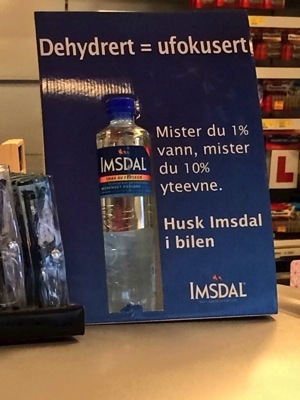 Dehydrert = ufokusert
IMSDAL
Mister du 1%
vann, mister
du 10%
yteevne.
Husk Imsdal
i bilen
IMSDAL
L